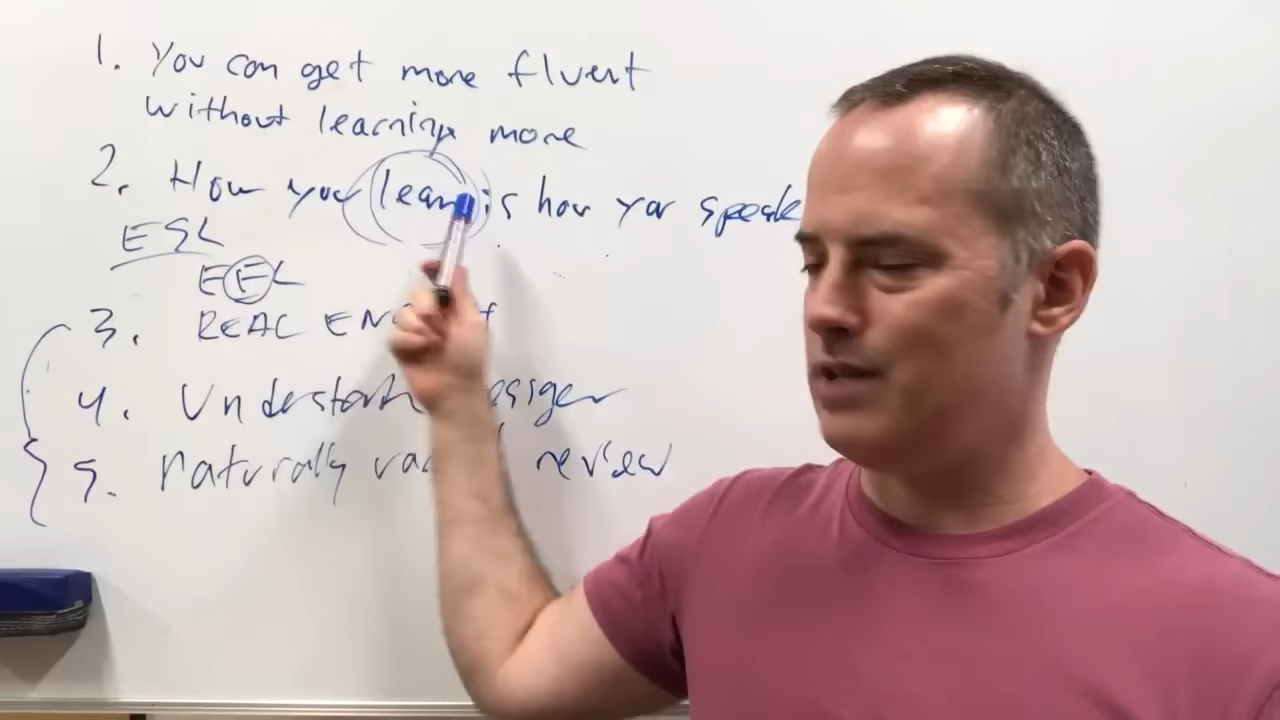 1. You can get more fluent
without learning more
2. How you learn is how you speak
ESL
EFL
3. REAL
4. Understand
5. naturally review